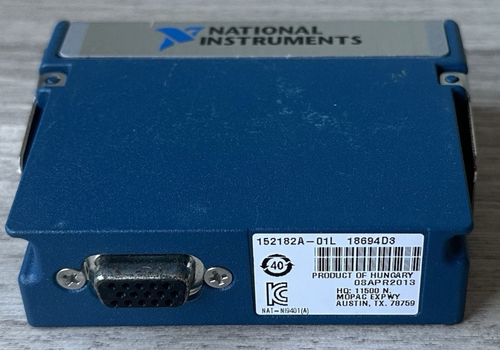 NATIONAL
INSTRUMENTS
152182A-01L 18694D3
40
PRODUCT OF HUNGARY
08APR2013
HQ: 11500 N.
MOPAC EXPWY
AUSTIN, TX. 78759
NAT-NI9401(A)